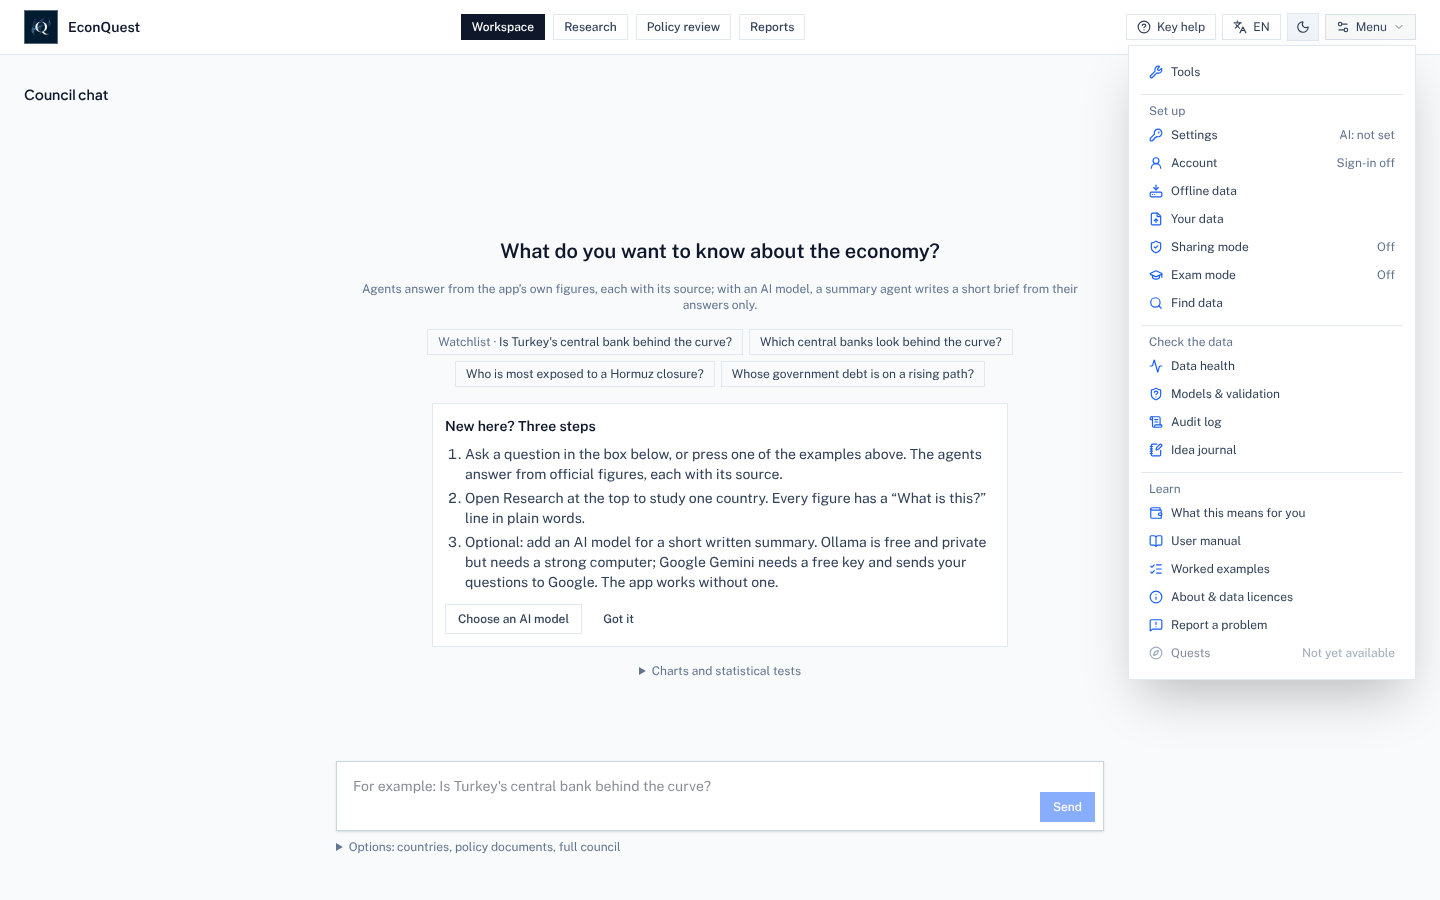 EconQuest
Workspace
Research
Policy review
Reports
Key help
EN
Menu
Council chat
What do you want to know about the economy?
Agents answer from the app's own figures, each with its source; with an AI model, a summary agent writes a short brief from their
answers only.
Watchlist · Is Turkey's central bank behind the curve?
Which central banks look behind the curve?
Who is most exposed to a Hormuz closure?
Whose government debt is on a rising path?
New here? Three steps
1. Ask a question in the box below, or press one of the examples above. The agents
answer from official figures, each with its source.
2. Open Research at the top to study one country. Every figure has a “What is this?”
line in plain words.
3. Optional: add an AI model for a short written summary. Ollama is free and private
but needs a strong computer; Google Gemini needs a free key and sends your
questions to Google. The app works without one.
Choose an AI model
Got it
Charts and statistical tests
For example: Is Turkey's central bank behind the curve?
Send
Options: countries, policy documents, full council
Tools
Set up
Settings AI: not set
Account Sign-in off
Offline data
Your data
Sharing mode Off
Exam mode Off
Find data
Check the data
Data health
Models & validation
Audit log
Idea journal
Learn
What this means for you
User manual
Worked examples
About & data licences
Report a problem
Quests Not yet available